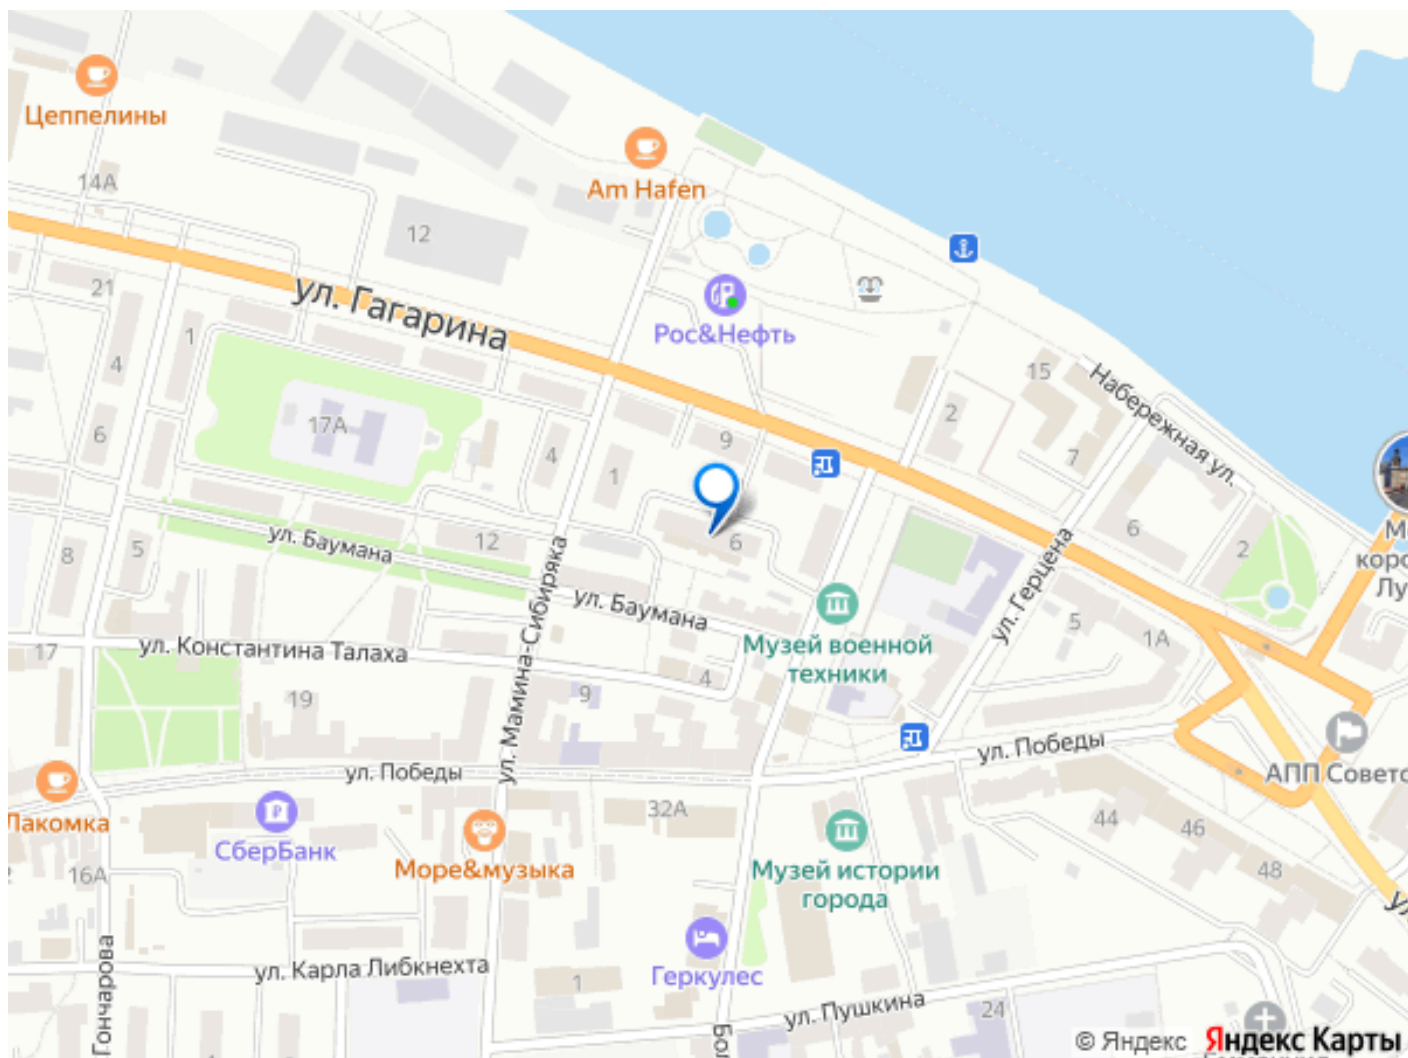 Цеппелины
14А
Am Hafen
12
21
ул. Гагарина
Рос&Нефть
1
4
15
Набережная ул.
17А
6
4
1
9
2
7
ул. Баумана
12
6
6
2
8
5
ул. Мамина-Сибиряка
ул. Баумана
ул. Герцена
ул. Константина Талаха
17
Музей военной
техники
5
1А
19
9
4
ул. Победы
ул. Победы
АПП Советс
Лакомка
СберБанк
Море&музыка
32А
44
46
48
16А
Музей истории
города
Геркулес
Гончарова
ул. Карла Либкнехта
1
ул. Пушкина
24
© Яндекс
Яндекс Карты